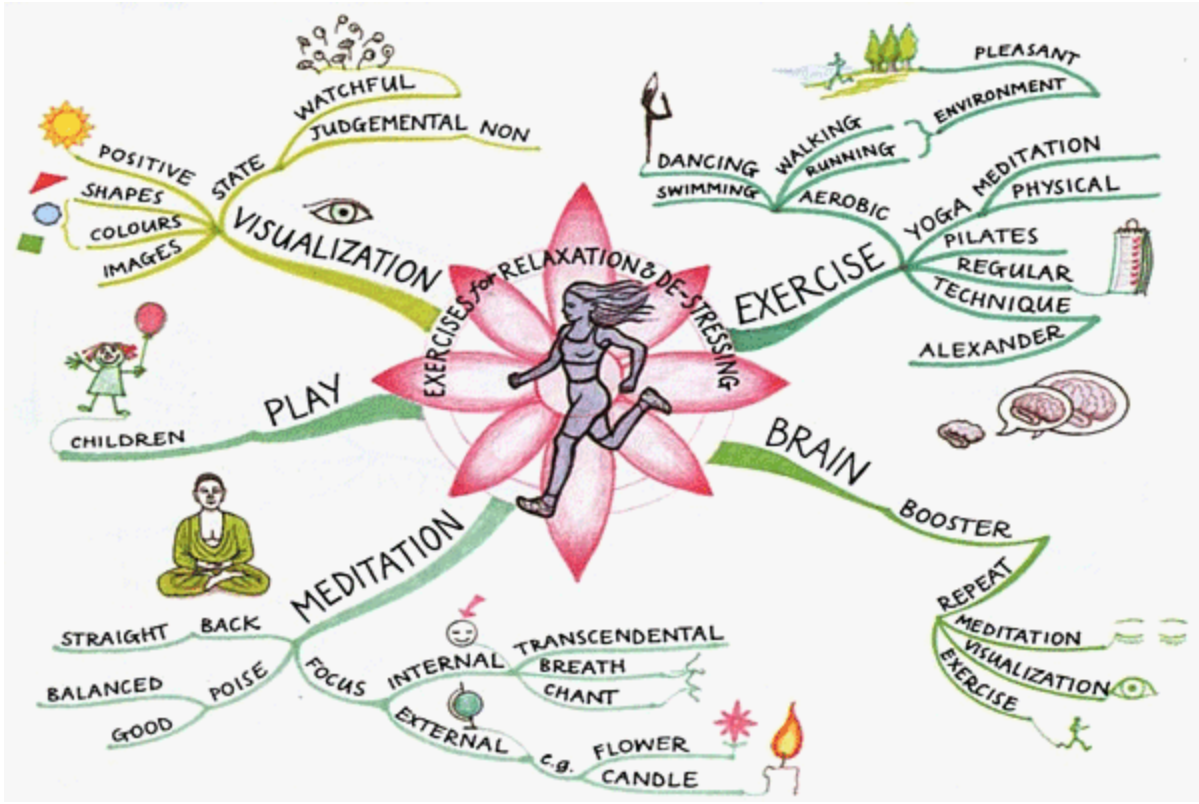 EXERCISES for RELAXATION & DE-STRESSING
EXERCISE
AEROBIC
DANCING
SWIMMING
WALKING
RUNNING
ENVIRONMENT
PLEASANT
YOGA
MEDITATION
PHYSICAL
PILATES
REGULAR
TECHNIQUE
ALEXANDER
BRAIN
BOOSTER
REPEAT
MEDITATION
VISUALIZATION
EXERCISE
MEDITATION
FOCUS
INTERNAL
TRANSCENDENTAL
BREATH
CHANT
EXTERNAL
e.g.
FLOWER
CANDLE
POISE
BALANCED
GOOD
BACK
STRAIGHT
PLAY
CHILDREN
VISUALIZATION
IMAGES
COLOURS
SHAPES
POSITIVE
STATE
WATCHFUL
JUDGEMENTAL NON